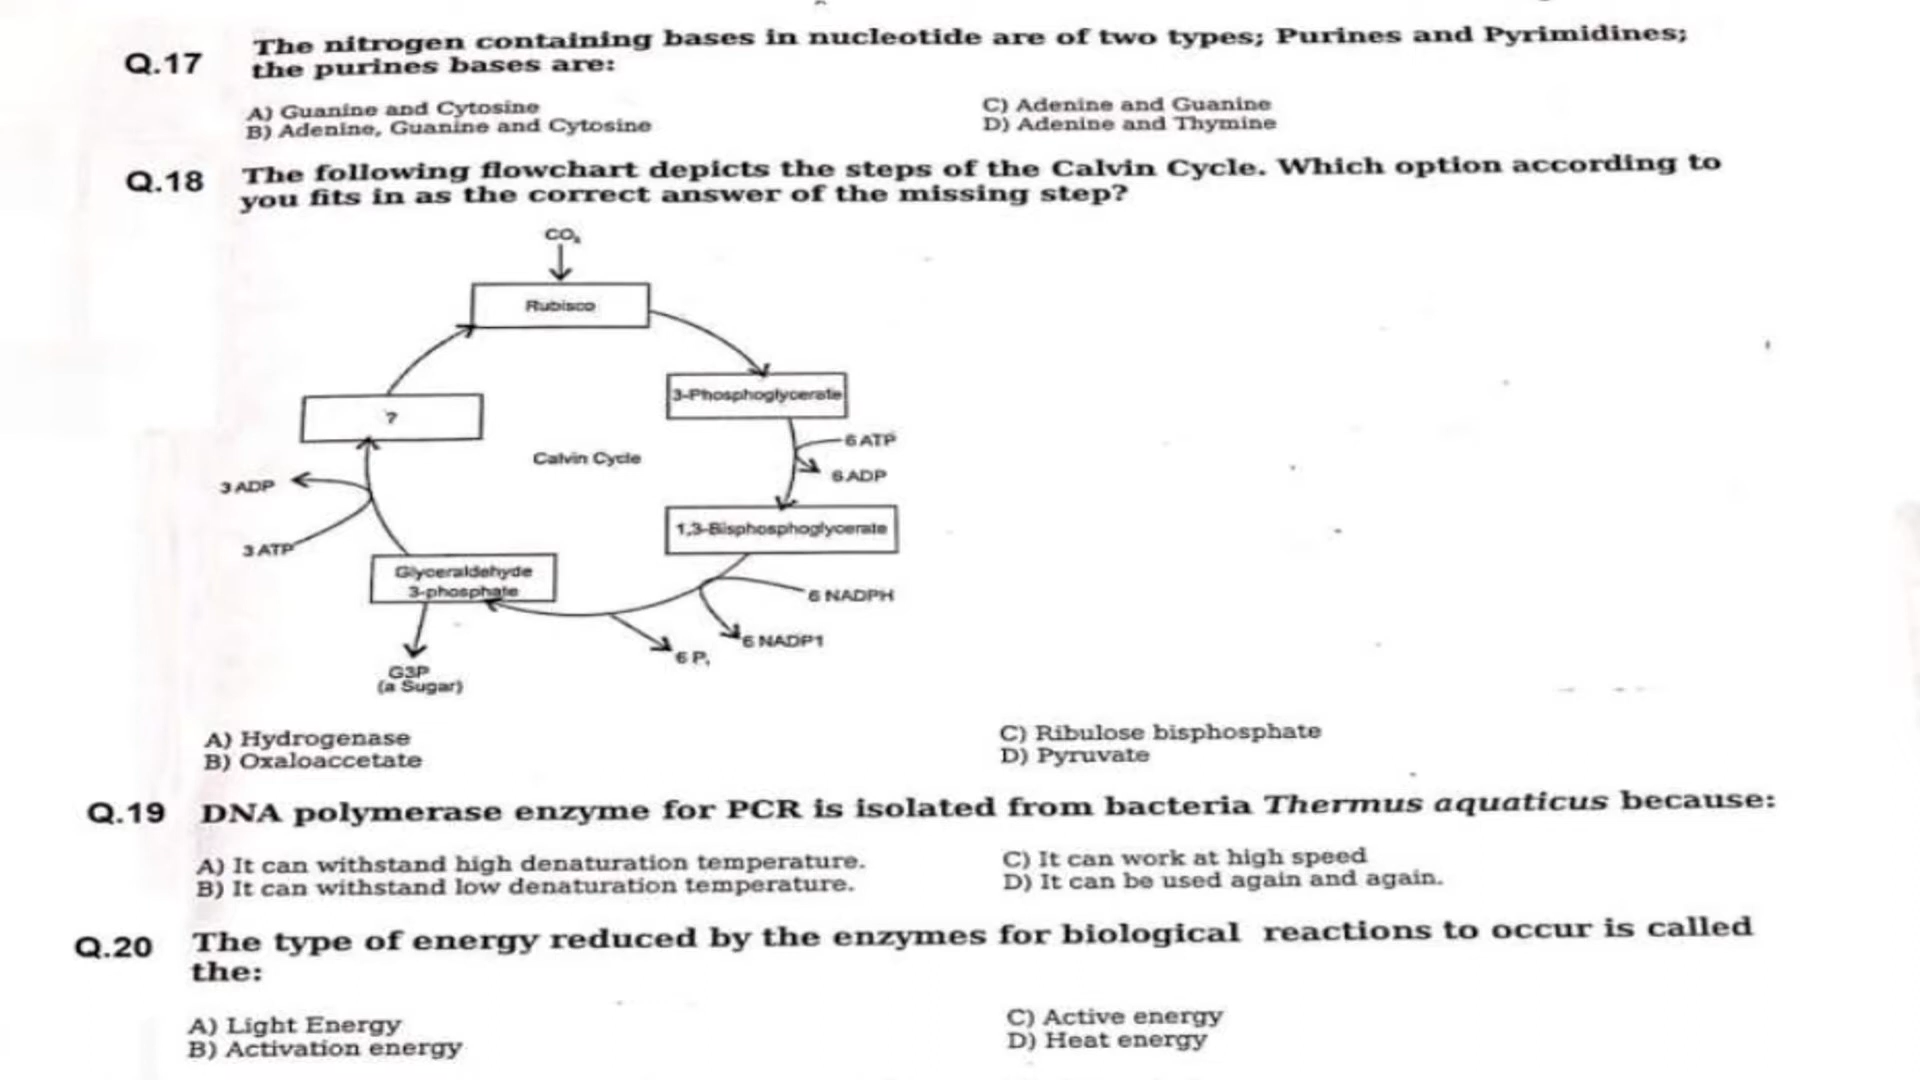 Q.17 The nitrogen containing bases in nucleotide are of two types; Purines and Pyrimidines;
the purines bases are:
A) Guanine and Cytosine
B) Adenine, Guanine and Cytosine
C) Adenine and Guanine
D) Adenine and Thymine
Q.18 The following flowchart depicts the steps of the Calvin Cycle. Which option according to
you fits in as the correct answer of the missing step?
CO₂
Rubisco
3-Phosphoglycerate
?
6 ATP
Calvin Cycle
6 ADP
3 ADP
1,3-Bisphosphoglycerate
3 ATP
Glyceraldehyde
3-phosphate
6 NADPH
6 NADP1
6 Pᵢ
G3P
(a Sugar)
A) Hydrogenase
B) Oxaloaccetate
C) Ribulose bisphosphate
D) Pyruvate
Q.19 DNA polymerase enzyme for PCR is isolated from bacteria Thermus aquaticus because:
A) It can withstand high denaturation temperature.
B) It can withstand low denaturation temperature.
C) It can work at high speed
D) It can be used again and again.
Q.20 The type of energy reduced by the enzymes for biological reactions to occur is called
the:
A) Light Energy
B) Activation energy
C) Active energy
D) Heat energy